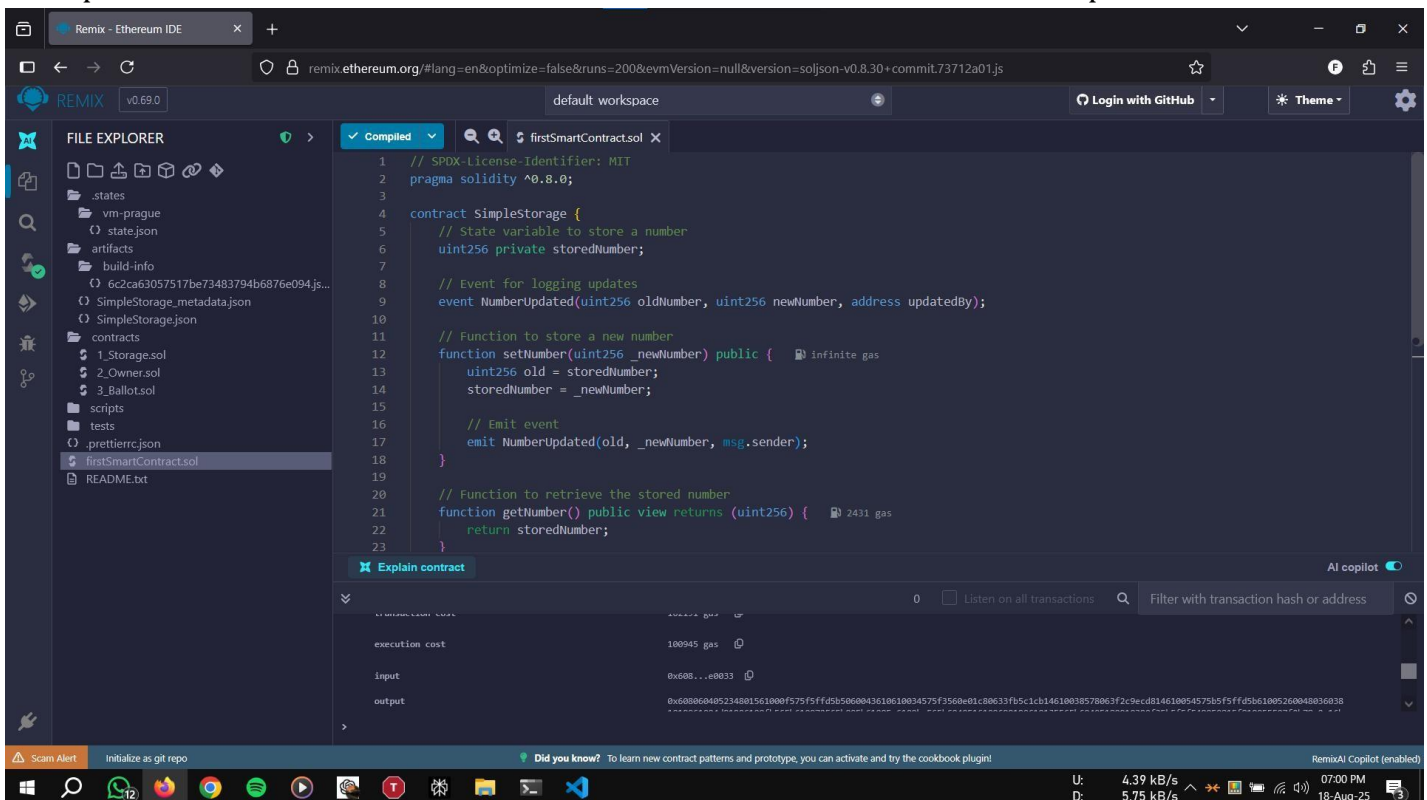 Remix - Ethereum IDE
remix.ethereum.org/#lang=en&optimize=false&runs=200&evmVersion=null&version=soljson-v0.8.30+commit.73712a01.js
REMIX v0.69.0 default workspace Login with GitHub Theme
FILE EXPLORER
.states
vm-prague
state.json
artifacts
build-info
6c2ca63057517be73483794b6876e094.js...
SimpleStorage_metadata.json
SimpleStorage.json
contracts
1_Storage.sol
2_Owner.sol
3_Ballot.sol
scripts
tests
.prettierrc.json
firstSmartContract.sol
README.txt
Compiled firstSmartContract.sol
1 // SPDX-License-Identifier: MIT
2 pragma solidity ^0.8.0;
3
4 contract SimpleStorage {
5 // State variable to store a number
6 uint256 private storedNumber;
7
8 // Event for logging updates
9 event NumberUpdated(uint256 oldNumber, uint256 newNumber, address updatedBy);
10
11 // Function to store a new number
12 function setNumber(uint256 _newNumber) public { infinite gas
13 uint256 old = storedNumber;
14 storedNumber = _newNumber;
15
16 // Emit event
17 emit NumberUpdated(old, _newNumber, msg.sender);
18 }
19
20 // Function to retrieve the stored number
21 function getNumber() public view returns (uint256) { 2431 gas
22 return storedNumber;
23 }
Explain contract AI copilot
0 Listen on all transactions Filter with transaction hash or address
execution cost 100945 gas
input 0x608...e0033
output
>
Scam Alert Initialize as git repo Did you know? To learn new contract patterns and prototype, you can activate and try the cookbook plugin! RemixAI Copilot (enabled)
U: 4.39 kB/s
D: 5.75 kB/s
07:00 PM
18-Aug-25